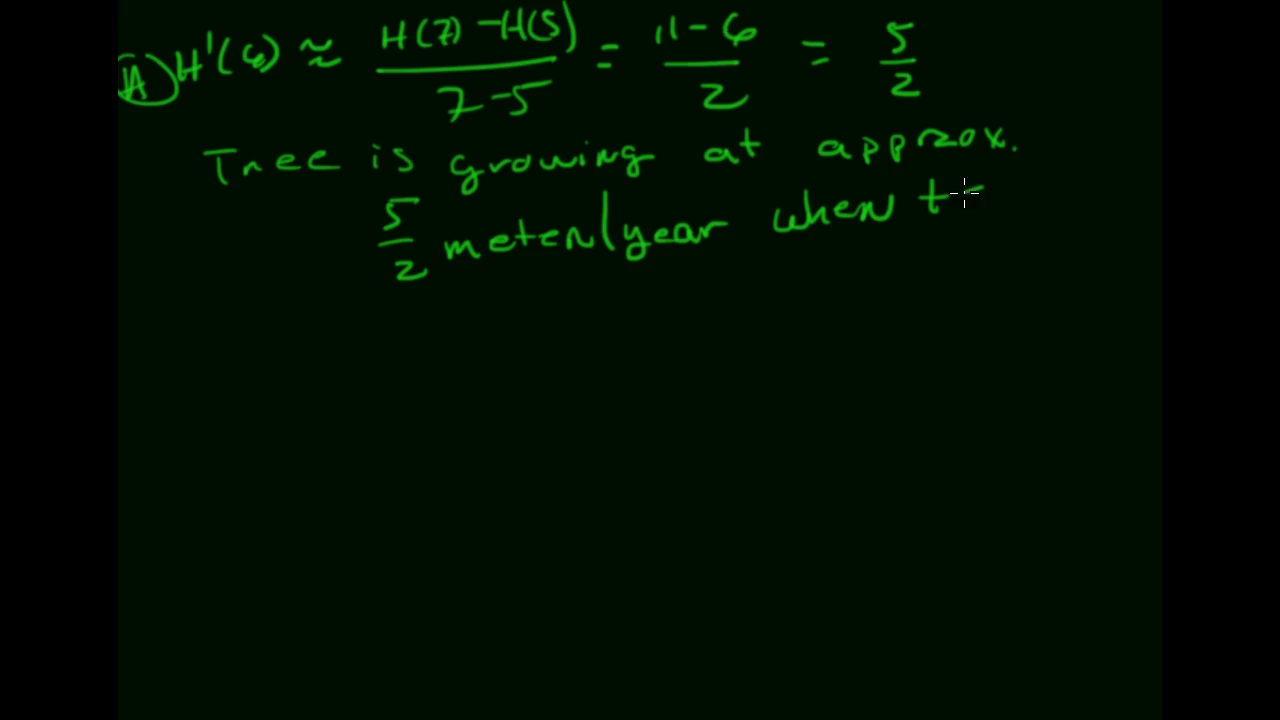 (A) H'(6) ≈ H(7) - H(5) / 7 - 5 = 11 - 6 / 2 = 5 / 2
Tree is growing at approx.
5/2 meter/year when t =